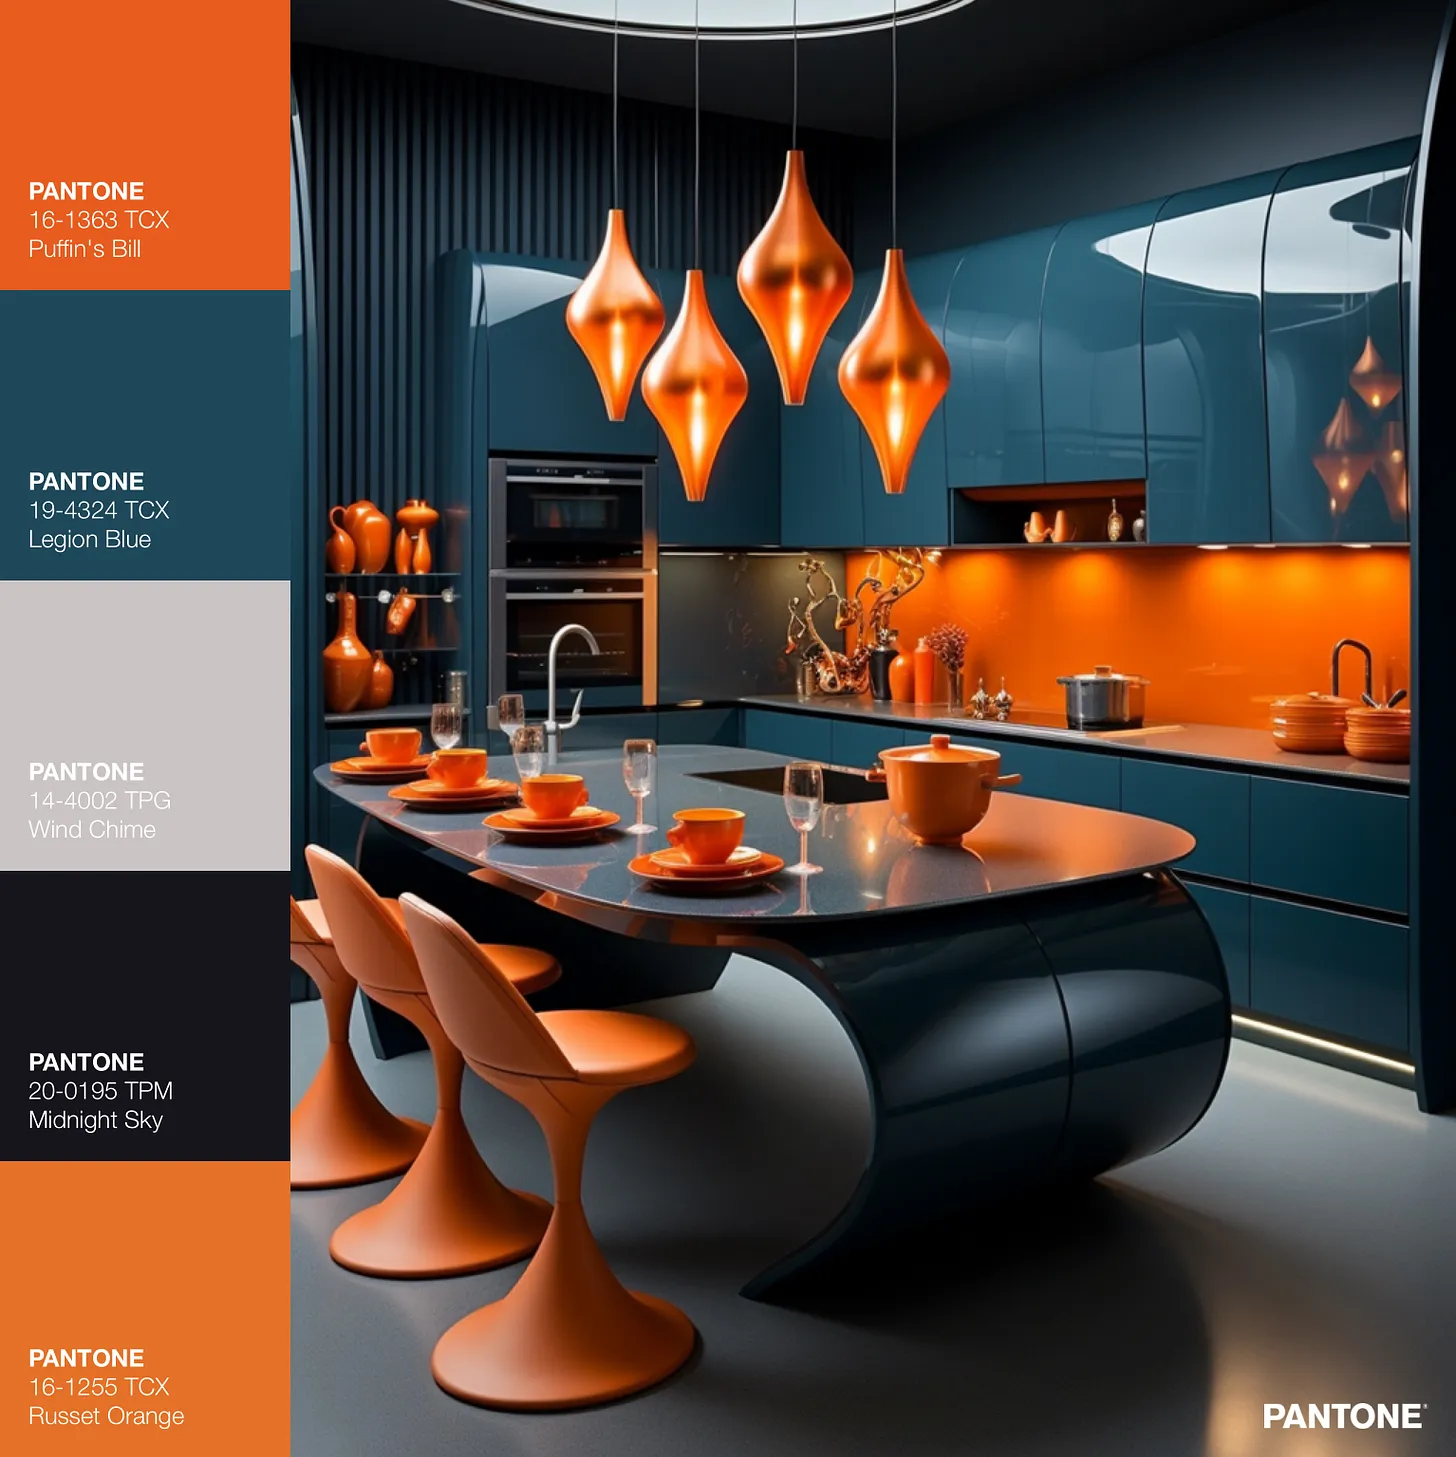 PANTONE
16-1363 TCX
Puffin's Bill
PANTONE
19-4324 TCX
Legion Blue
PANTONE
14-4002 TPG
Wind Chime
PANTONE
20-0195 TPM
Midnight Sky
PANTONE
16-1255 TCX
Russet Orange
PANTONE®